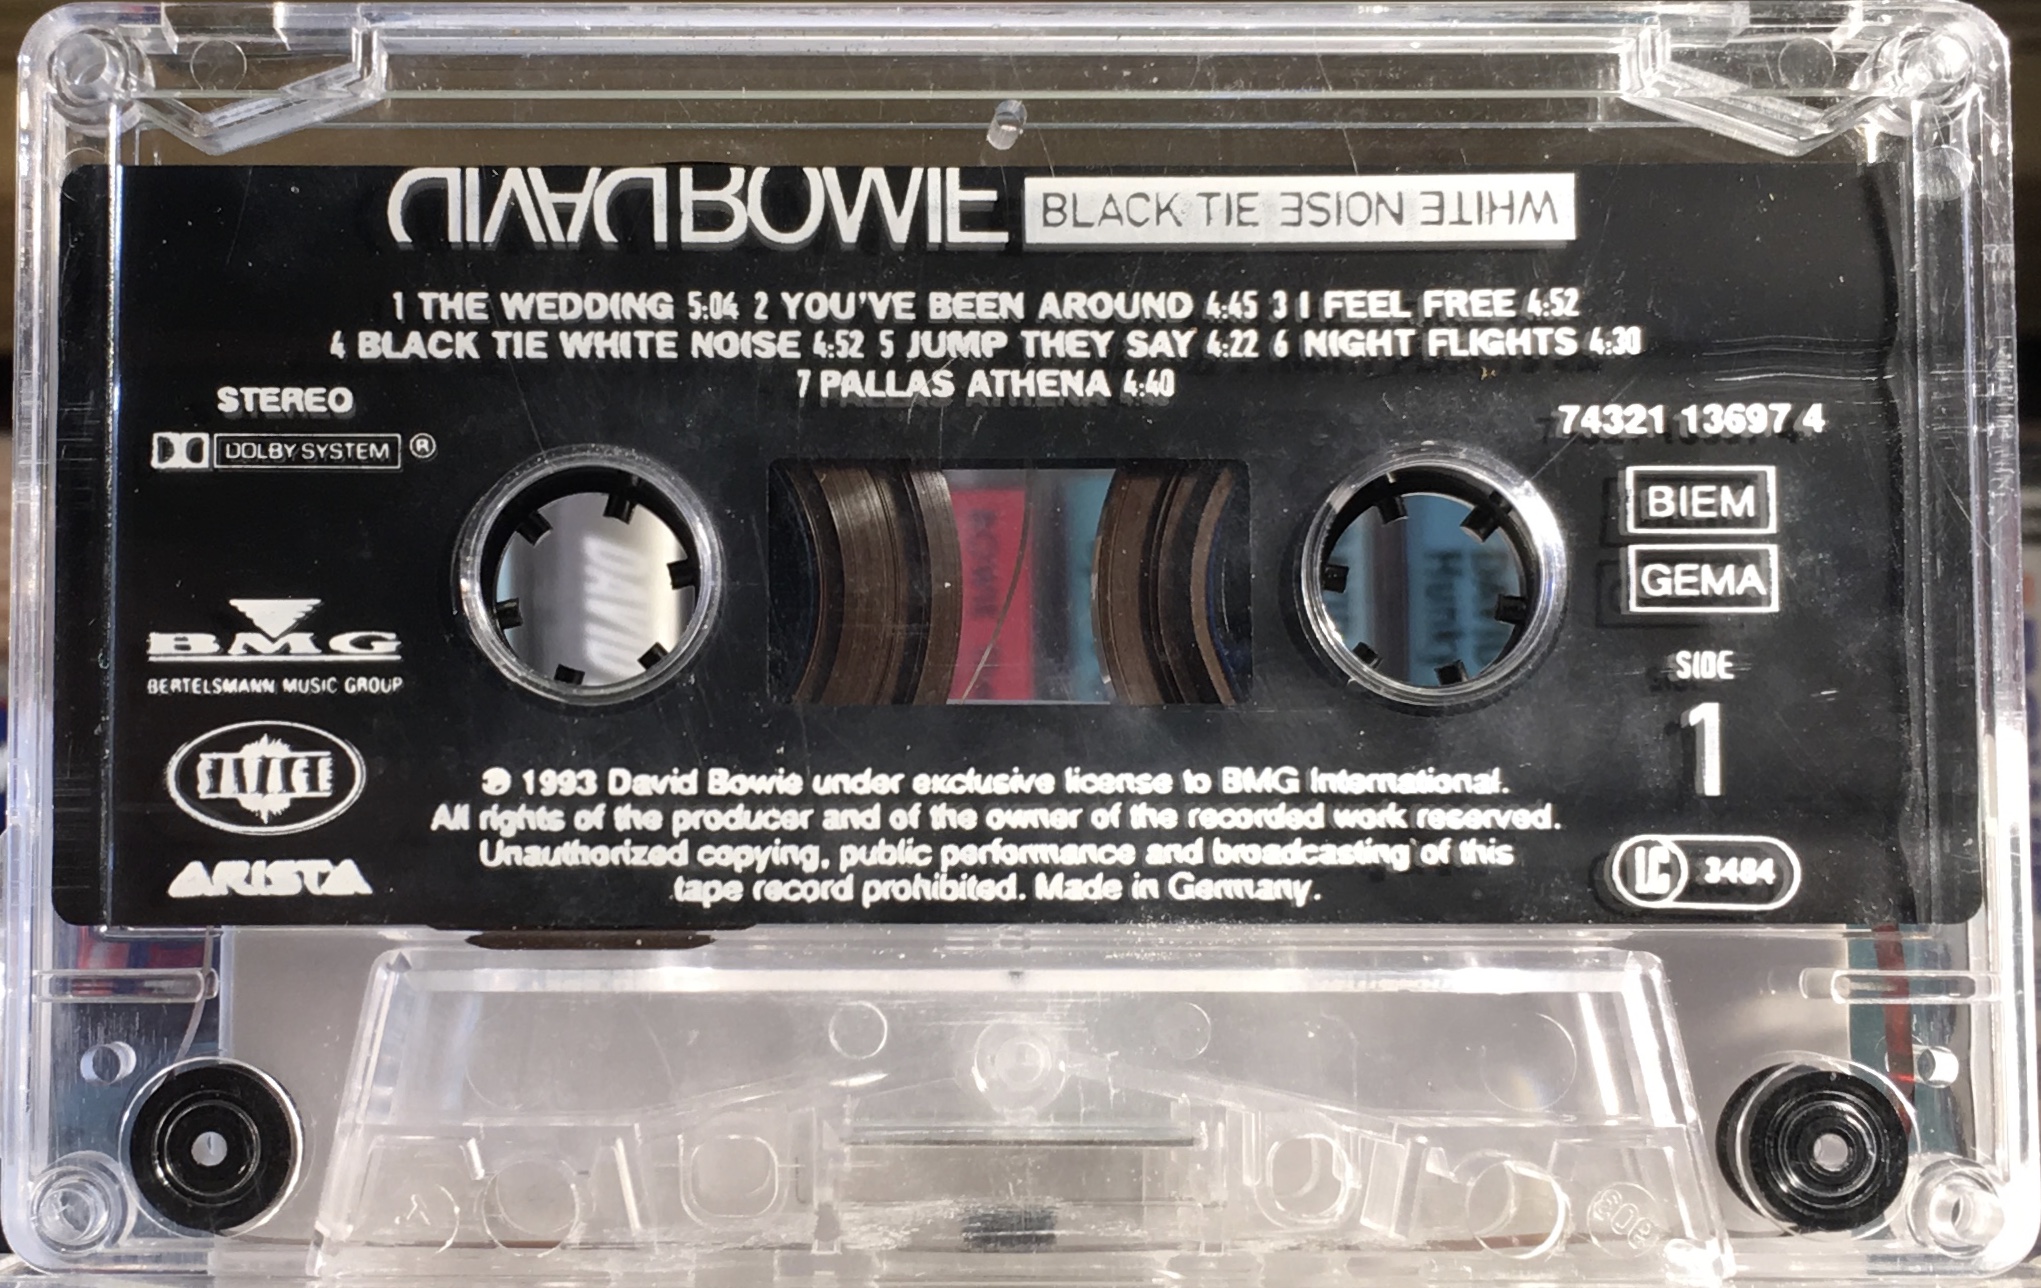 DAVID BOWIE BLACK TIE WHITE NOISE
1 THE WEDDING 5:04 2 YOU'VE BEEN AROUND 4:45 3 I FEEL FREE 4:52
4 BLACK TIE WHITE NOISE 4:52 5 JUMP THEY SAY 4:22 6 NIGHT FLIGHTS 4:30
7 PALLAS ATHENA 4:40
STEREO
DOLBY SYSTEM ®
74321 13697 4
BIEM
GEMA
SIDE
1
BMG
BERTELSMANN MUSIC GROUP
SAVAGE
ARISTA
℗ 1993 David Bowie under exclusive license to BMG International.
All rights of the producer and of the owner of the recorded work reserved.
Unauthorized copying, public performance and broadcasting of this
tape record prohibited. Made in Germany.
LC 3484
DAVID
BOWIE